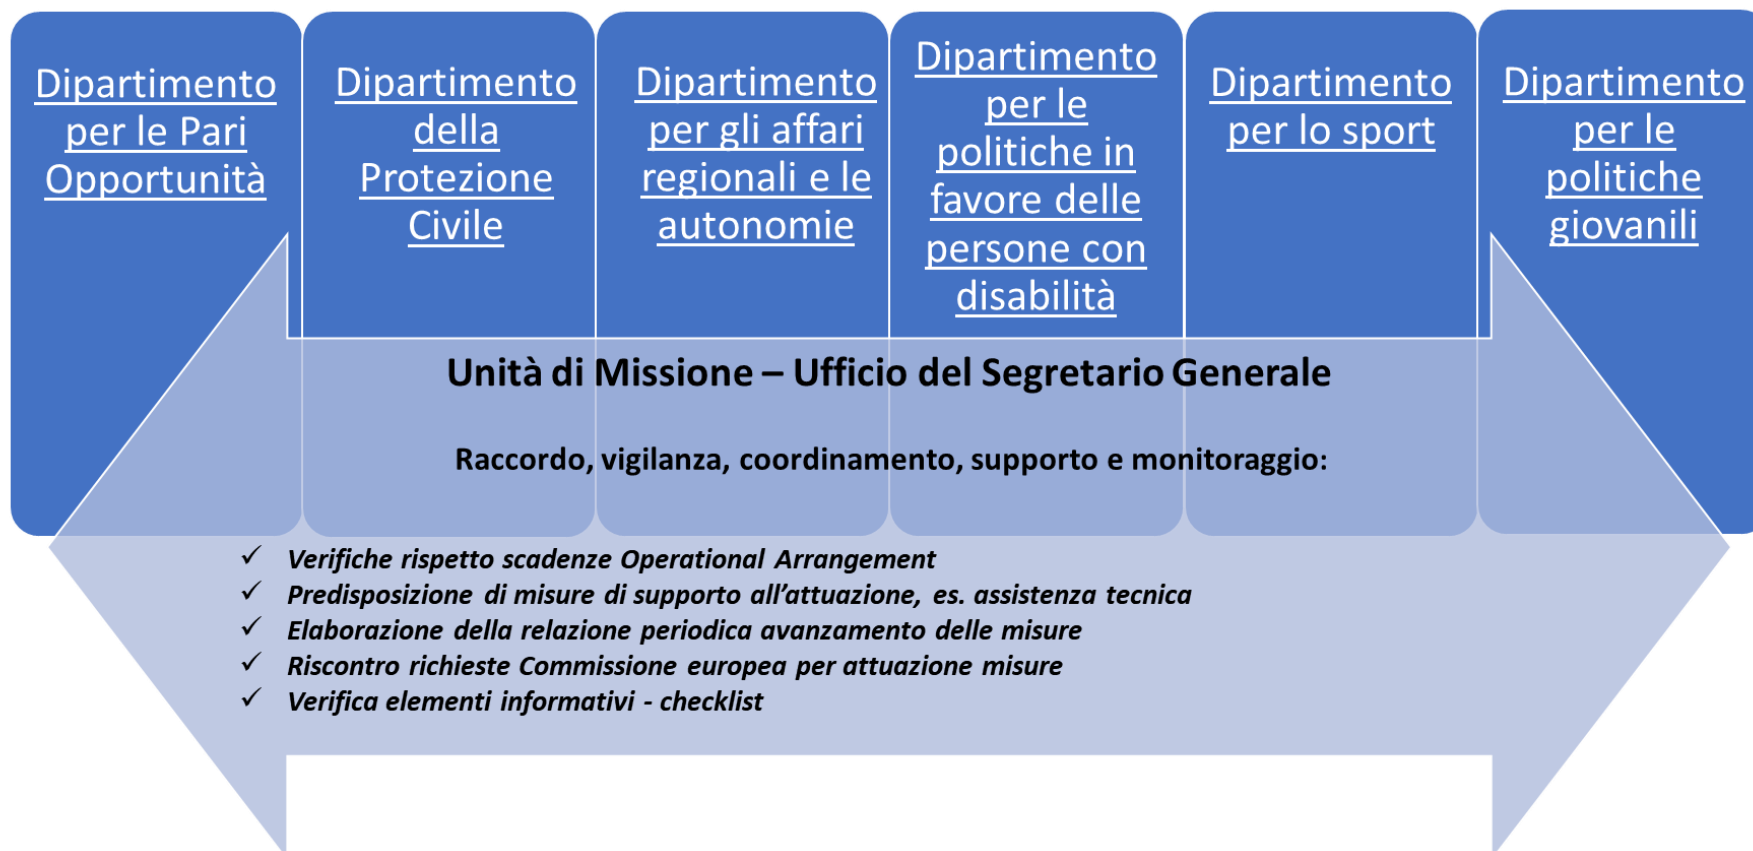 Dipartimento
per le Pari
Opportunità
Dipartimento
della
Protezione
Civile
Dipartimento
per gli affari
regionali e le
autonomie
Dipartimento
per le
politiche in
favore delle
persone con
disabilità
Dipartimento
per lo sport
Dipartimento
per le
politiche
giovanili
Unità di Missione – Ufficio del Segretario Generale
Raccordo, vigilanza, coordinamento, supporto e monitoraggio:
✓ Verifiche rispetto scadenze Operational Arrangement
✓ Predisposizione di misure di supporto all’attuazione, es. assistenza tecnica
✓ Elaborazione della relazione periodica avanzamento delle misure
✓ Riscontro richieste Commissione europea per attuazione misure
✓ Verifica elementi informativi - checklist